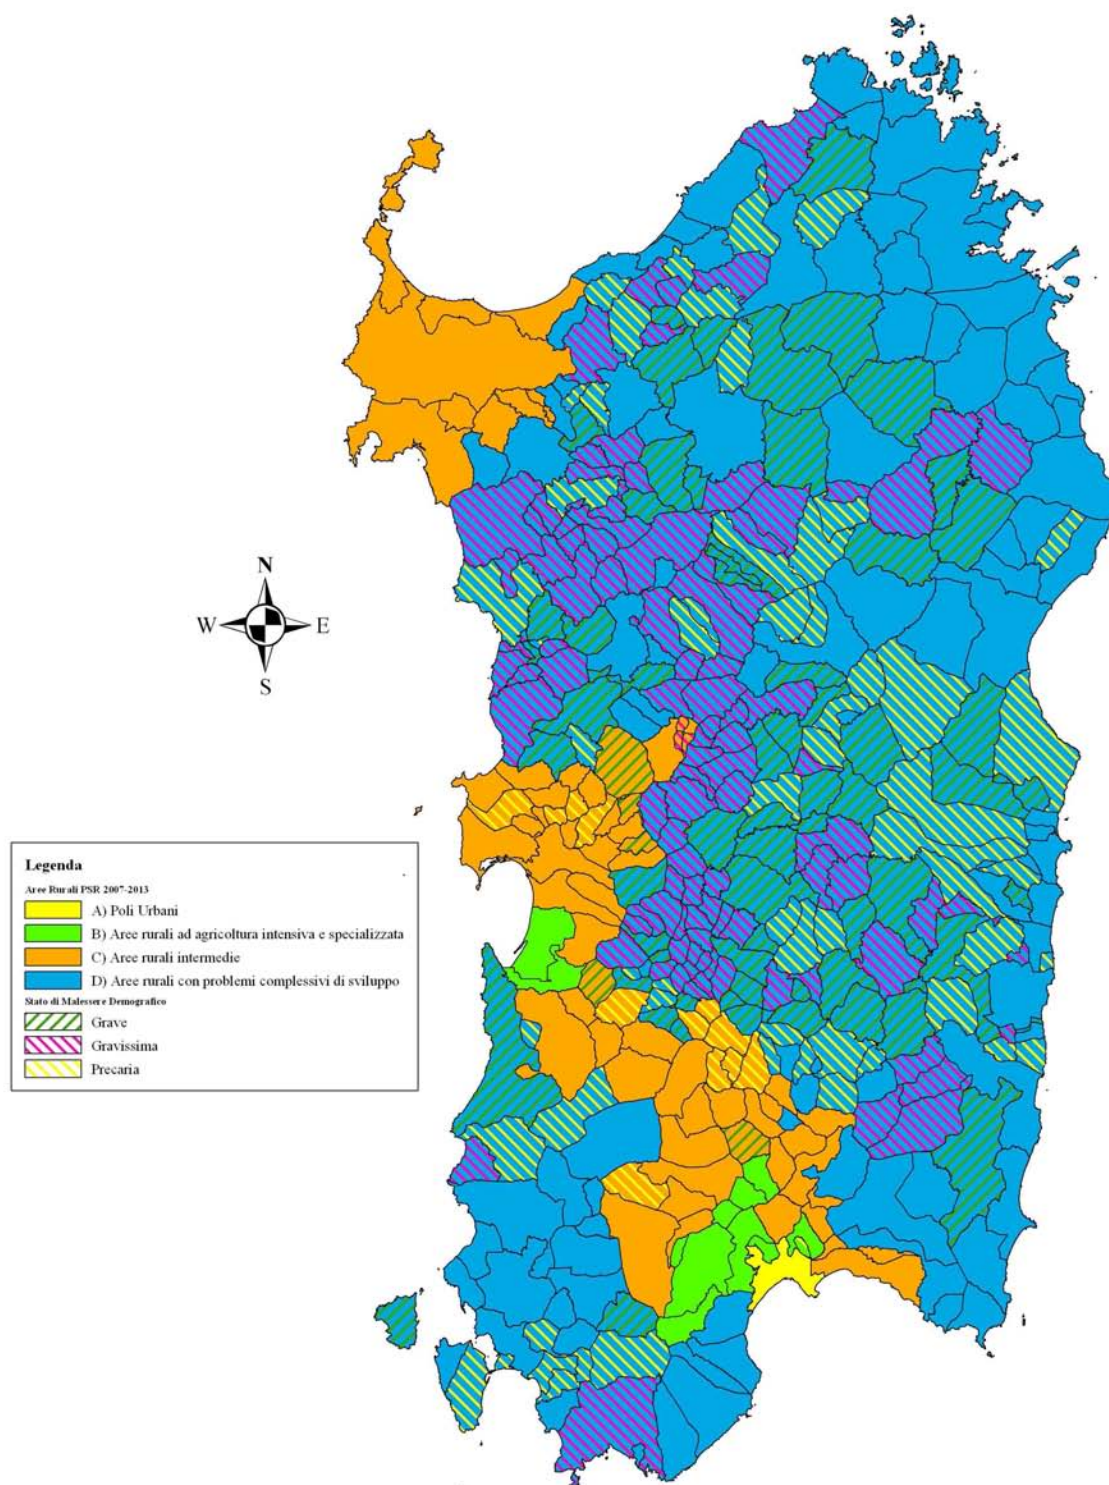 N
W E
S
Legenda
Aree Rurali PSR 2007-2013
A) Poli Urbani
B) Aree rurali ad agricoltura intensiva e specializzata
C) Aree rurali intermedie
D) Aree rurali con problemi complessivi di sviluppo
Stato di Malessere Demografico
Grave
Gravissima
Precaria